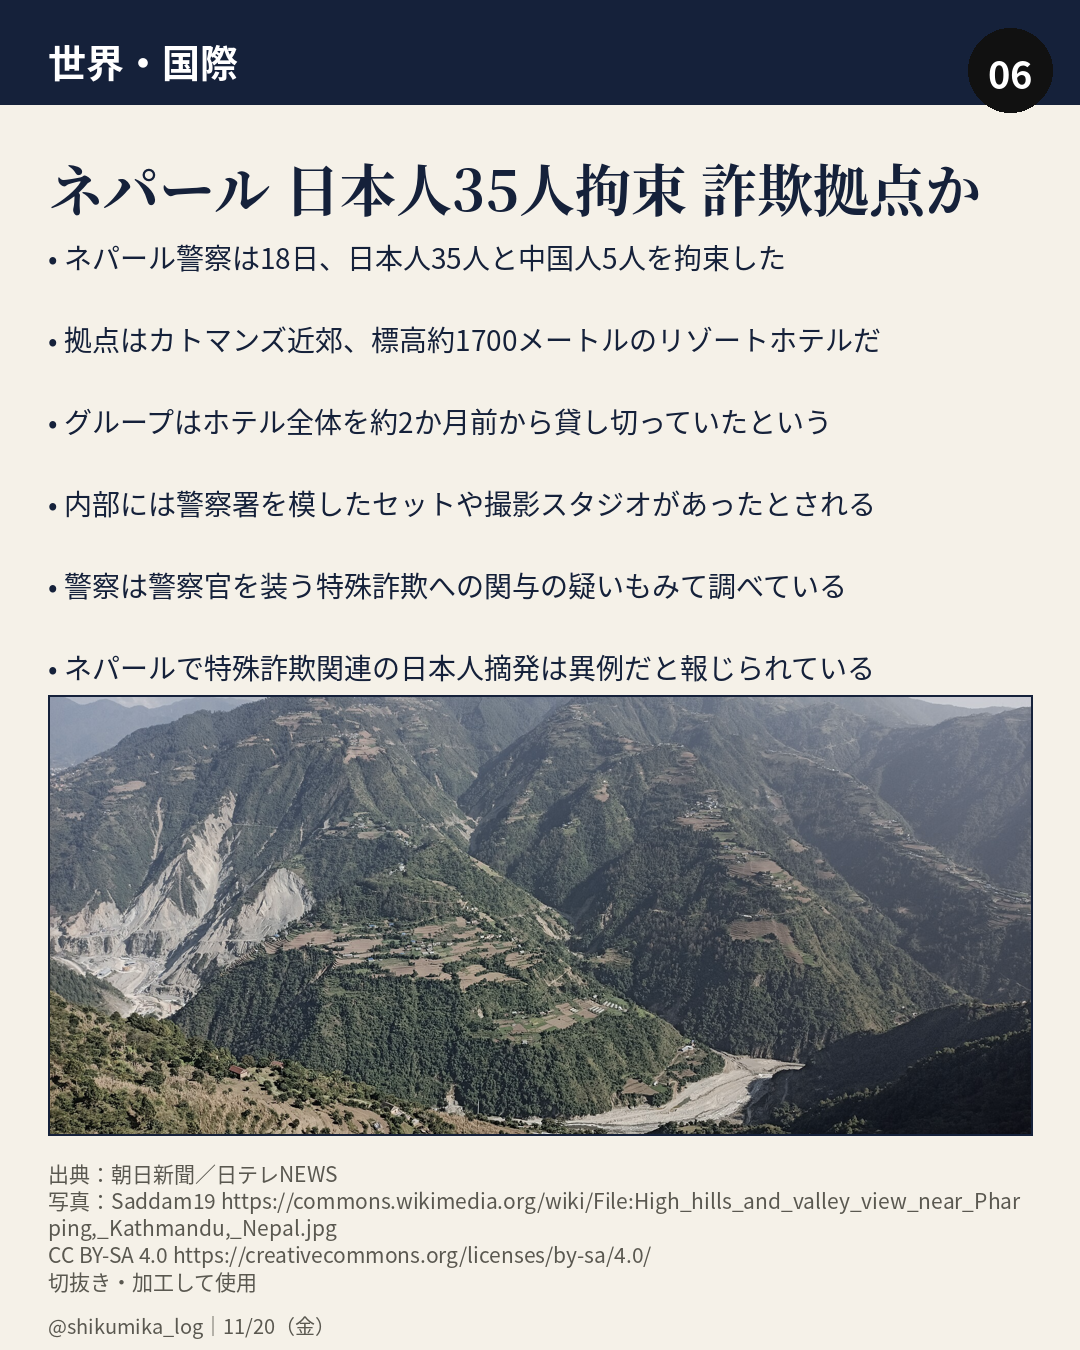 世界・国際
06
ネパール 日本人35人拘束 詐欺拠点か
• ネパール警察は18日、日本人35人と中国人5人を拘束した
• 拠点はカトマンズ近郊、標高約1700メートルのリゾートホテルだ
• グループはホテル全体を約2か月前から貸し切っていたという
• 内部には警察署を模したセットや撮影スタジオがあったとされる
• 警察は警察官を装う特殊詐欺への関与の疑いもみて調べている
• ネパールで特殊詐欺関連の日本人摘発は異例だと報じられている
出典：朝日新聞／日テレNEWS
写真：Saddam19 https://commons.wikimedia.org/wiki/File:High_hills_and_valley_view_near_Phar
ping,_Kathmandu,_Nepal.jpg
CC BY-SA 4.0 https://creativecommons.org/licenses/by-sa/4.0/
切抜き・加工して使用
@shikumika_log｜11/20（金）